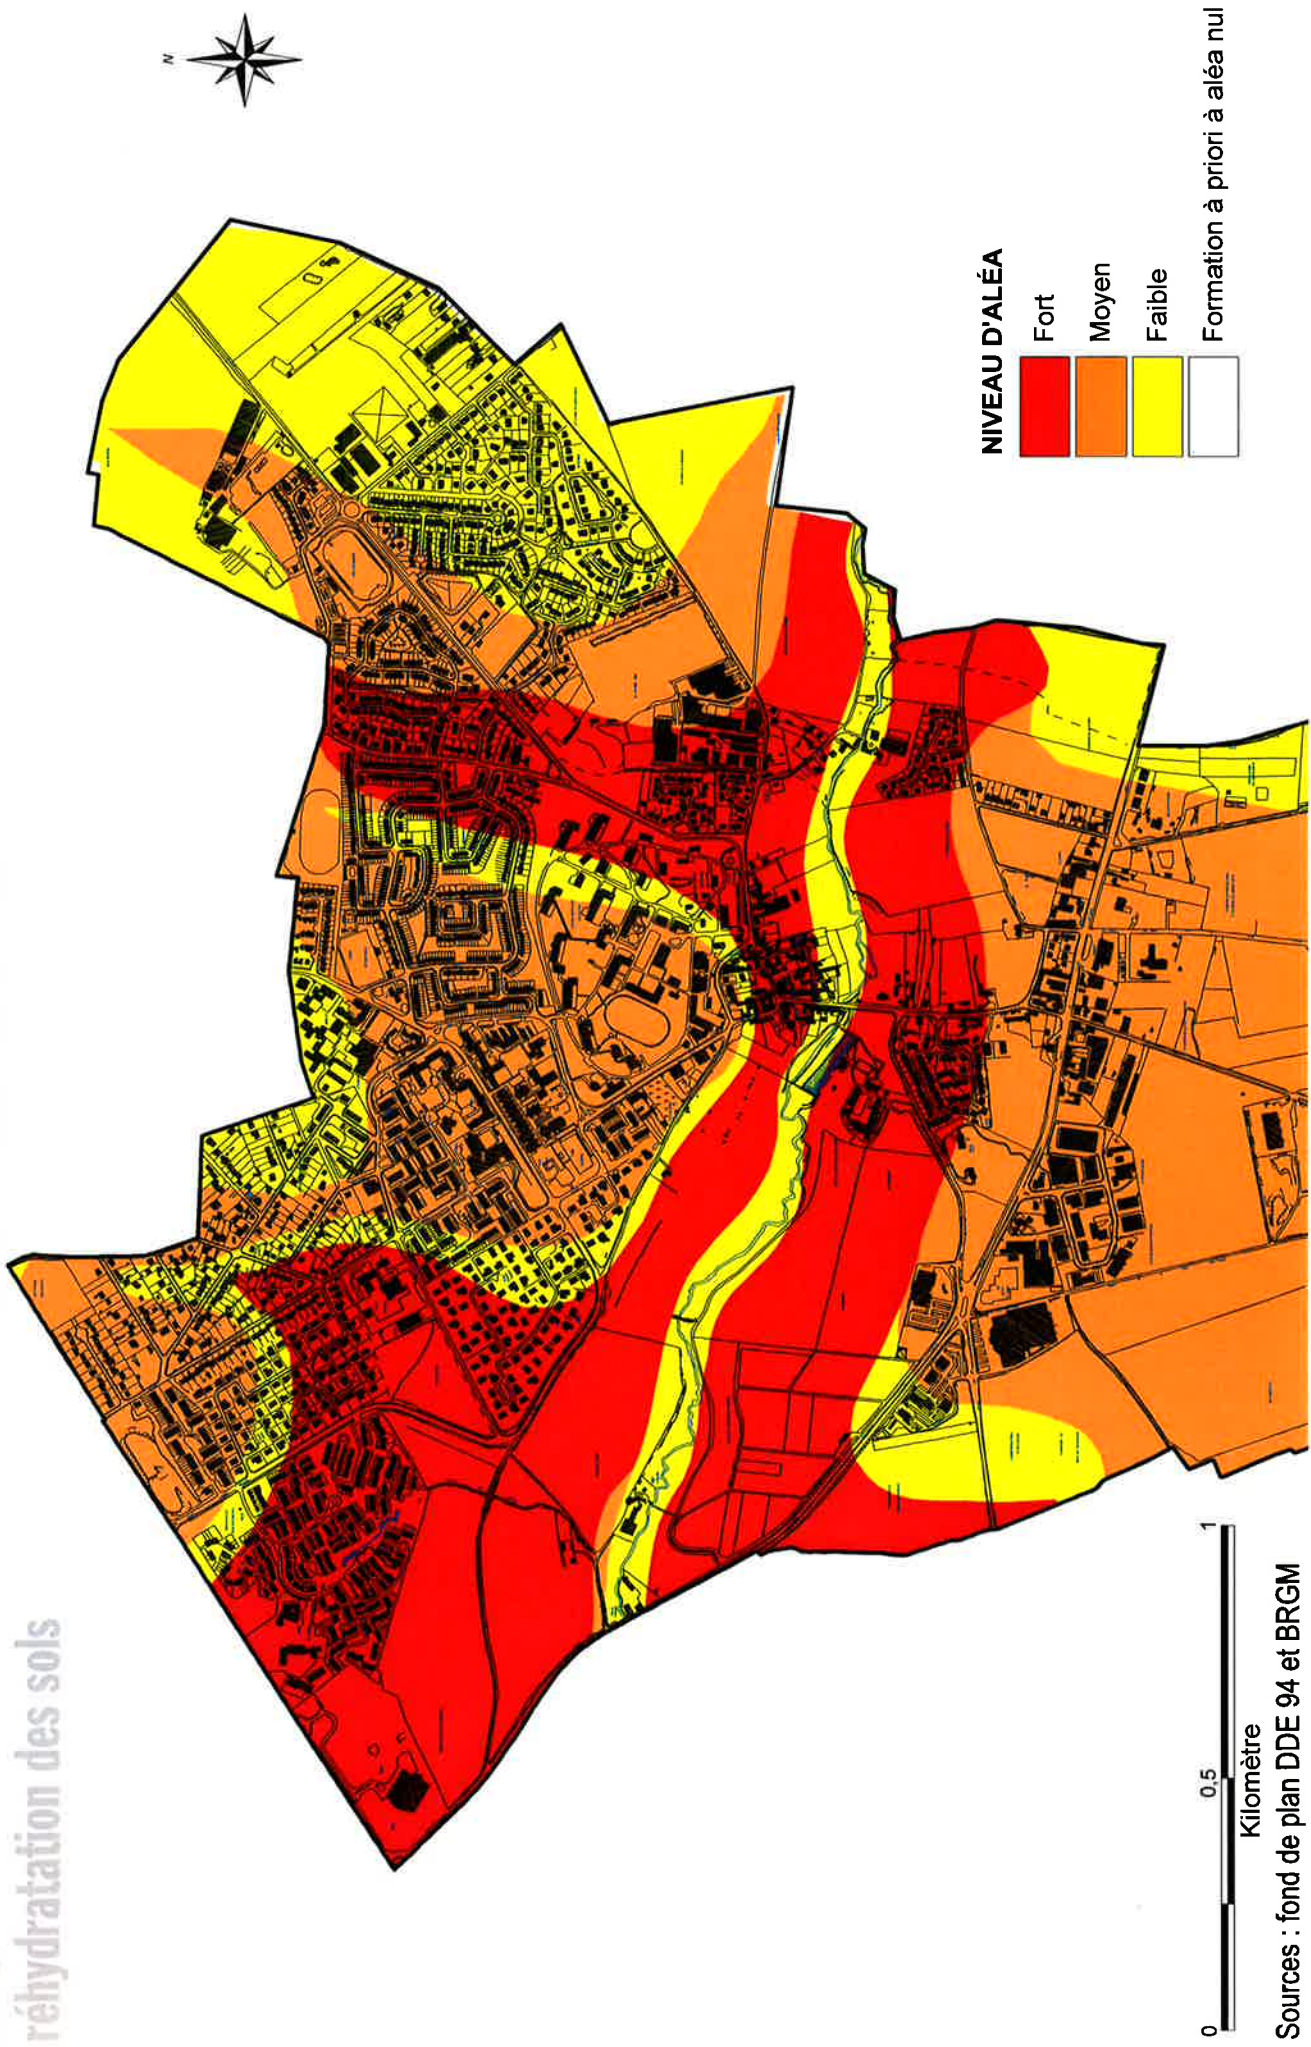 réhydratation des sols
N
NIVEAU D'ALÉA
Fort
Moyen
Faible
Formation à priori à aléa nul
0 0,5 1
Kilomètre
Sources : fond de plan DDE 94 et BRGM